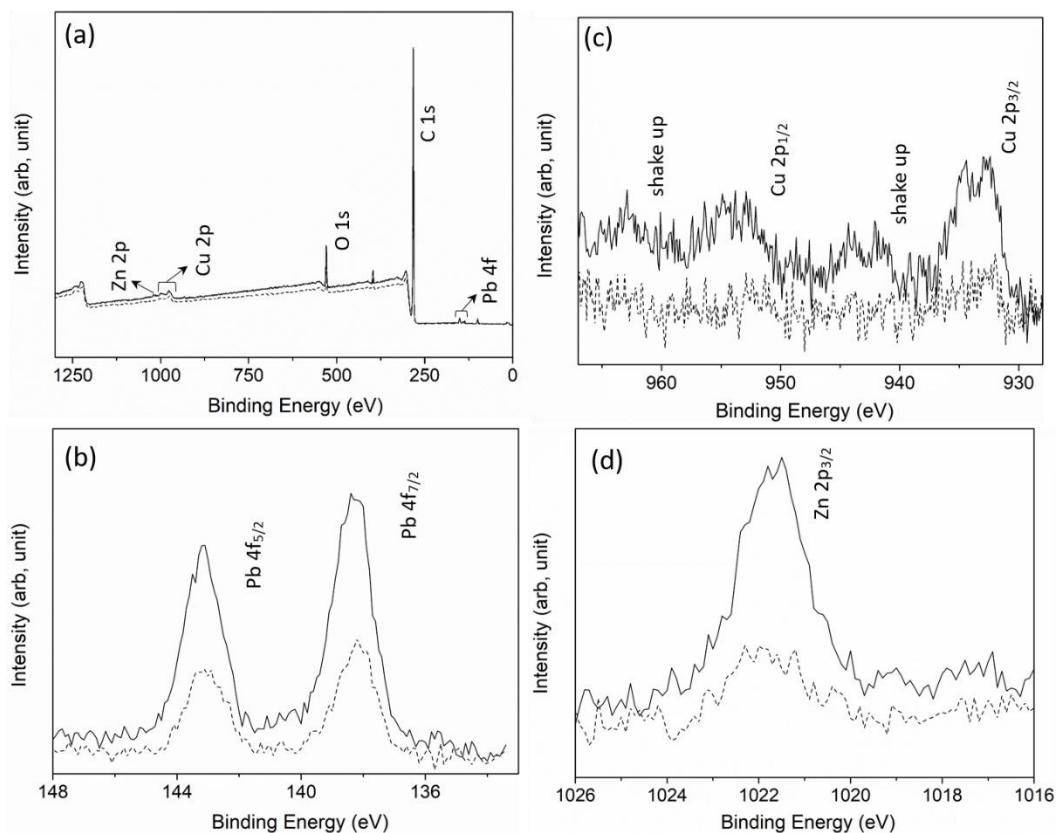 (a)
Intensity (arb, unit)
Zn 2p
Cu 2p
O 1s
C 1s
Pb 4f
1250 1000 750 500 250 0
Binding Energy (eV)
(c)
Intensity (arb, unit)
shake up
Cu 2p1/2
shake up
Cu 2p3/2
960 950 940 930
Binding Energy (eV)
(b)
Intensity (arb, unit)
Pb 4f5/2
Pb 4f7/2
148 144 140 136
Binding Energy (eV)
(d)
Intensity (arb, unit)
Zn 2p3/2
1026 1024 1022 1020 1018 1016
Binding Energy (eV)